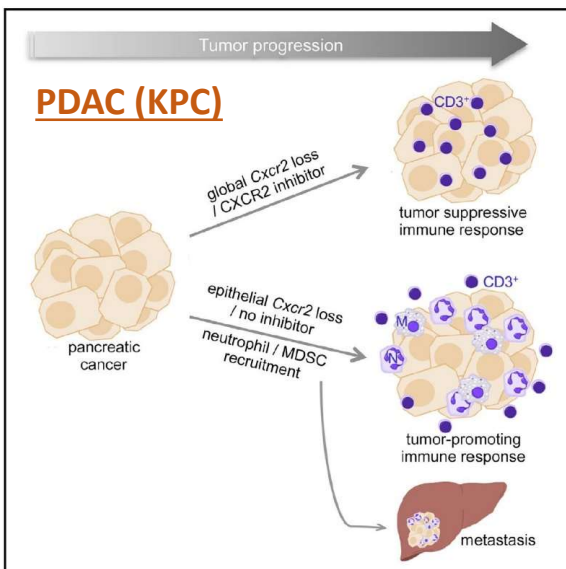 Tumor progression
PDAC (KPC)
CD3⁺
global Cxcr2 loss
/ CXCR2 inhibitor
tumor suppressive
immune response
pancreatic
cancer
epithelial Cxcr2 loss
/ no inhibitor
neutrophil / MDSC
recruitment
CD3⁺
M
N
tumor-promoting
immune response
metastasis